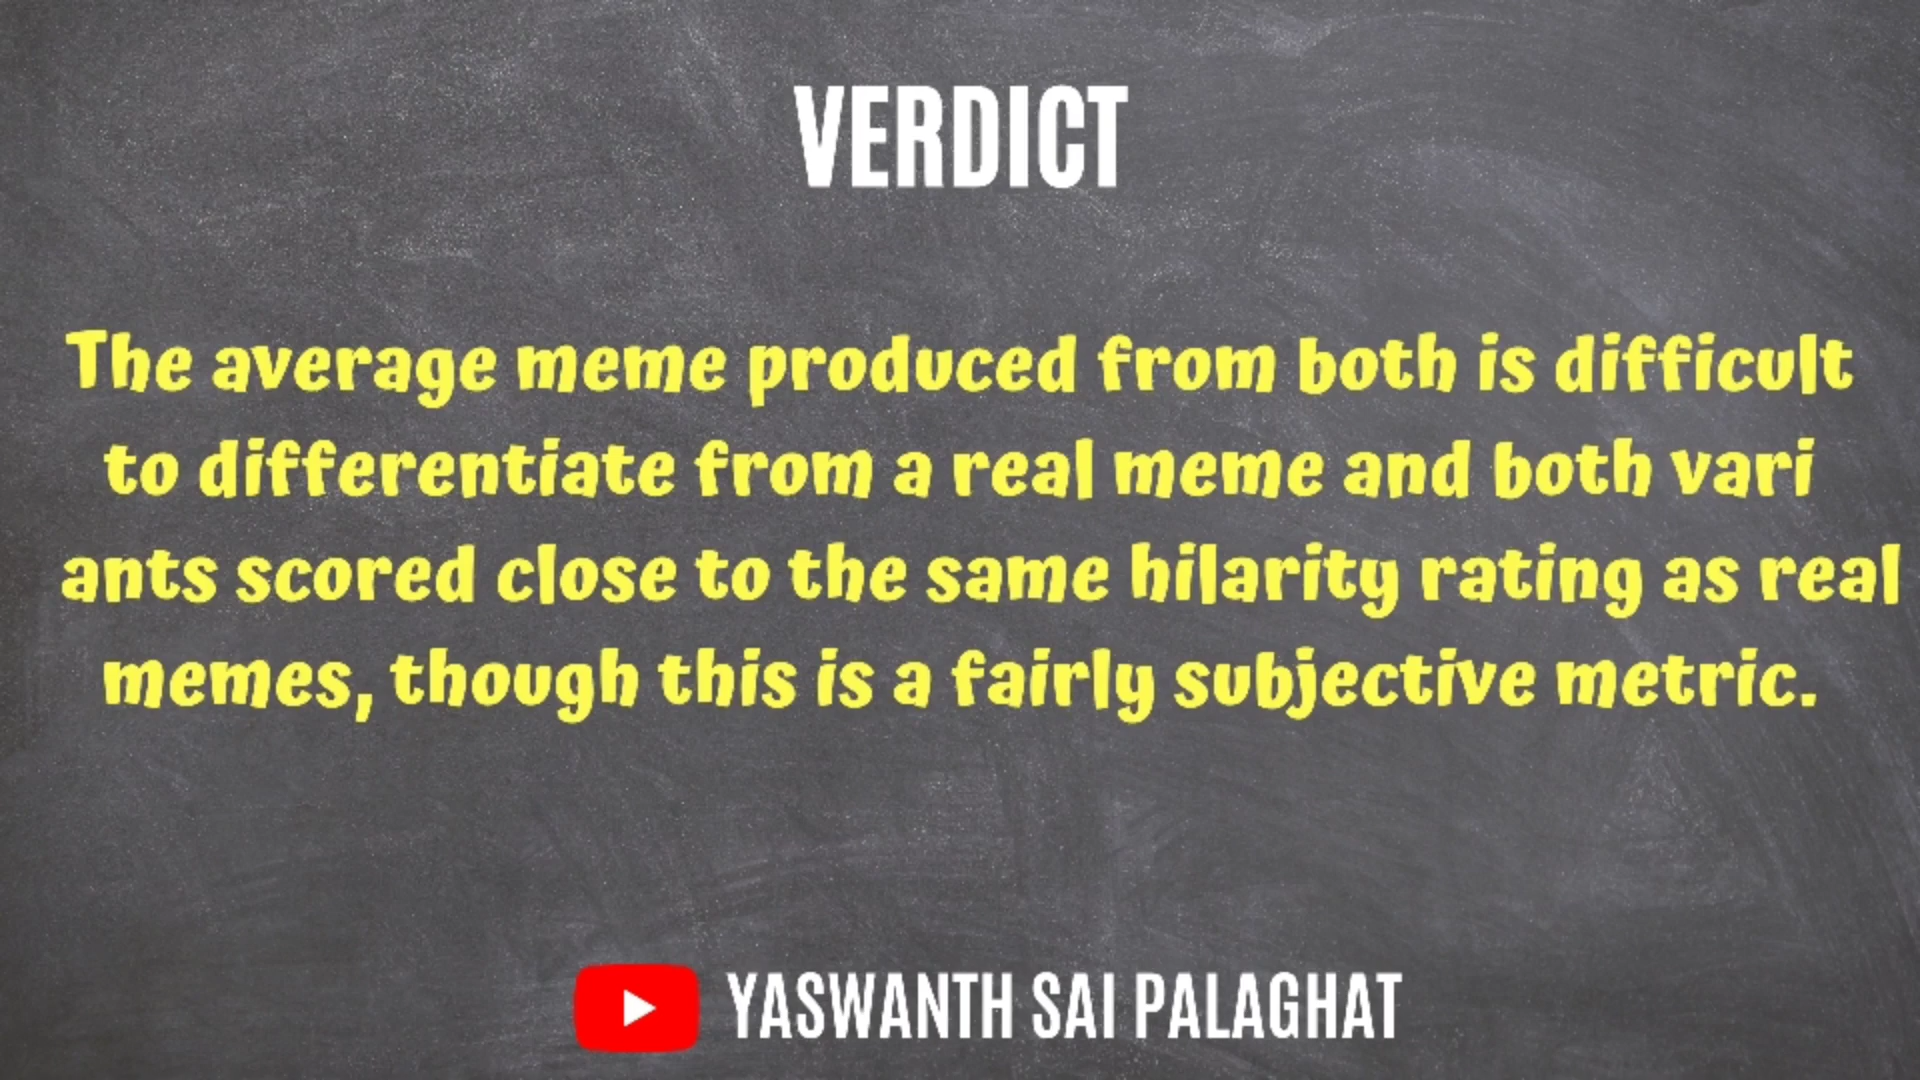 VERDICT
The average meme produced from both is difficult
to differentiate from a real meme and both vari
ants scored close to the same hilarity rating as real
memes, though this is a fairly subjective metric.
YASWANTH SAI PALAGHAT